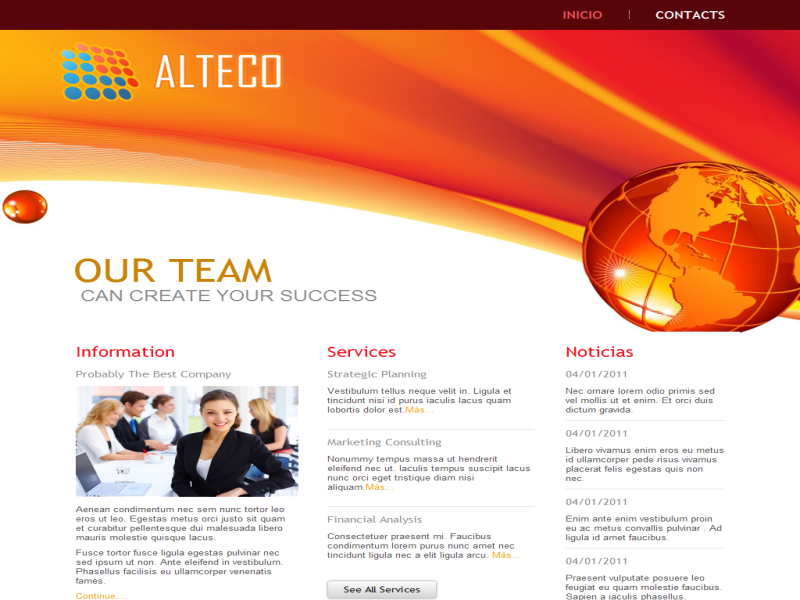 INICIO | CONTACTS
ALTECO
OUR TEAM
CAN CREATE YOUR SUCCESS
Information
Probably The Best Company
Aenean condimentum nec sem nunc tortor leo
eros ut leo. Egestas metus orci justo sit quam
et curabitur pellentesque dui malesuada libero
mauris molestie quisque lacus.
Fusce tortor fusce ligula egestas pulvinar nec
sed ipsum ut non. Ante eleifend in vestibulum.
Phasellus facilisis eu ullamcorper venenatis
fames.
Continue...
Services
Strategic Planning
Vestibulum tellus neque velit in. Ligula et
tincidunt nisi id purus iaculis lacus quam
lobortis dolor est.Más...
Marketing Consulting
Nonummy tempus massa ut hendrerit
eleifend nec ut. Iaculis tempus suscipit lacus
nunc orci eget tristique diam nisi
aliquam.Más...
Financial Analysis
Consectetuer praesent mi. Faucibus
condimentum lorem purus nunc amet nec
tincidunt ligula nec a elit ligula arcu. Más...
See All Services
Noticias
04/01/2011
Nec ornare lorem odio primis sed
vel mollis ut et enim. Et orci duis
dictum gravida.
04/01/2011
Libero vivamus enim eros eu metus
id ullamcorper pede risus vivamus
placerat felis egestas quis non
nec.
04/01/2011
Enim ante enim vestibulum proin
eu ac metus convallis pulvinar . Ad
ligula id amet faucibus.
04/01/2011
Praesent vulputate posuere leo
feugiat eu quam molestie faucibus.
Sapien a iaculis phasellus.